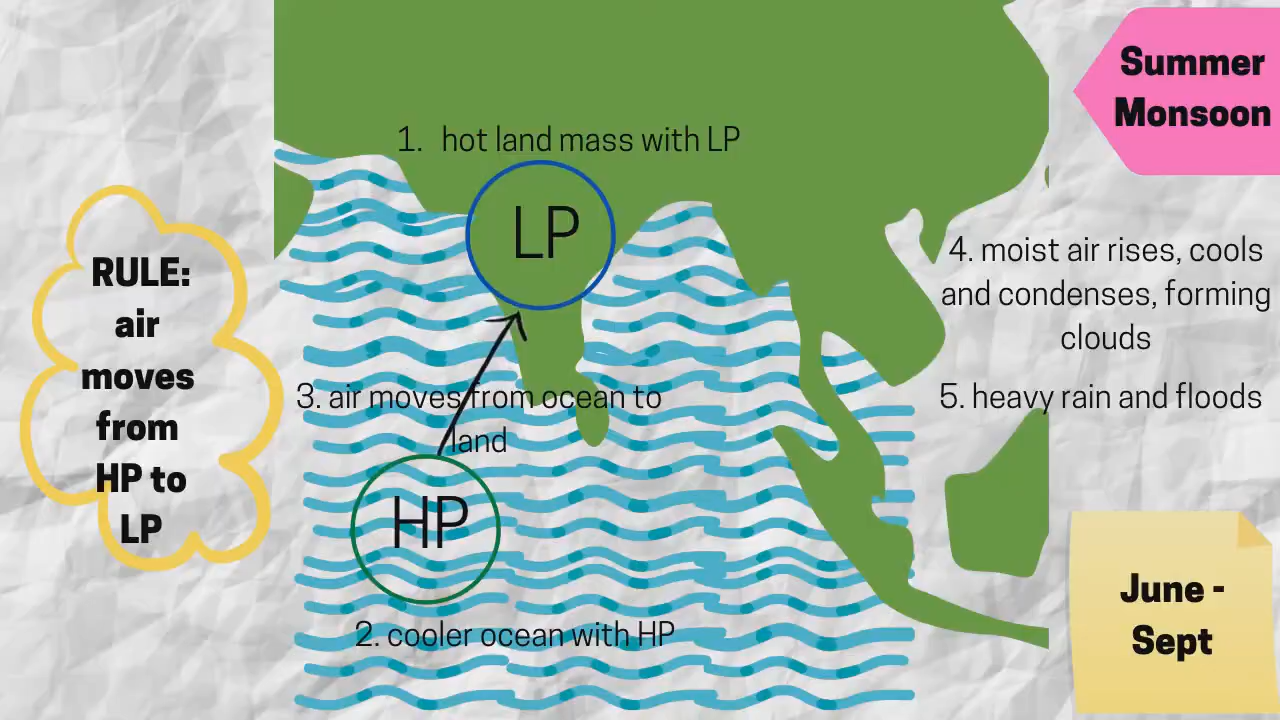 Summer
Monsoon
1. hot land mass with LP
LP
RULE:
air
moves
from
HP to
LP
3. air moves from ocean to
land
HP
2. cooler ocean with HP
4. moist air rises, cools
and condenses, forming
clouds
5. heavy rain and floods
June -
Sept